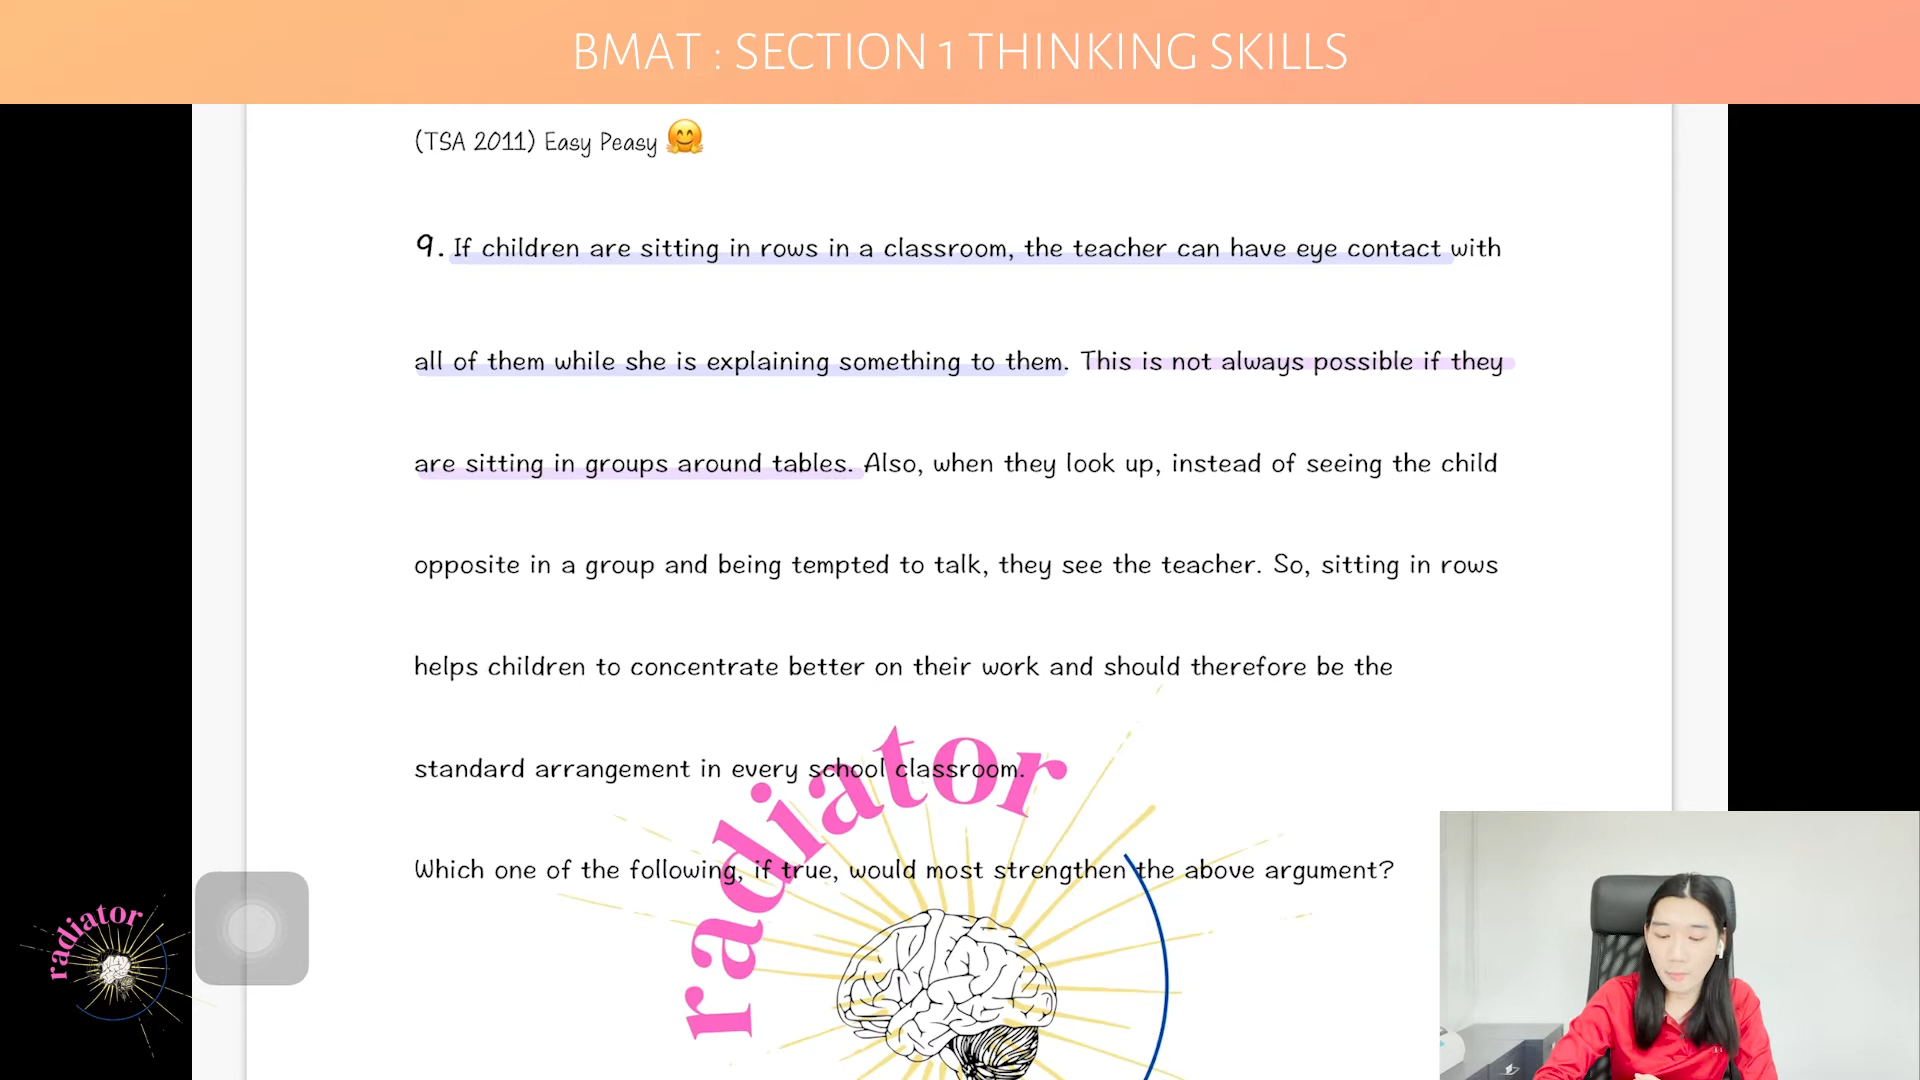 BMAT : SECTION 1 THINKING SKILLS
(TSA 2011) Easy Peasy
9. If children are sitting in rows in a classroom, the teacher can have eye contact with
all of them while she is explaining something to them. This is not always possible if they
are sitting in groups around tables. Also, when they look up, instead of seeing the child
opposite in a group and being tempted to talk, they see the teacher. So, sitting in rows
helps children to concentrate better on their work and should therefore be the
standard arrangement in every school classroom.
Which one of the following, if true, would most strengthen the above argument?
radiator
radiator